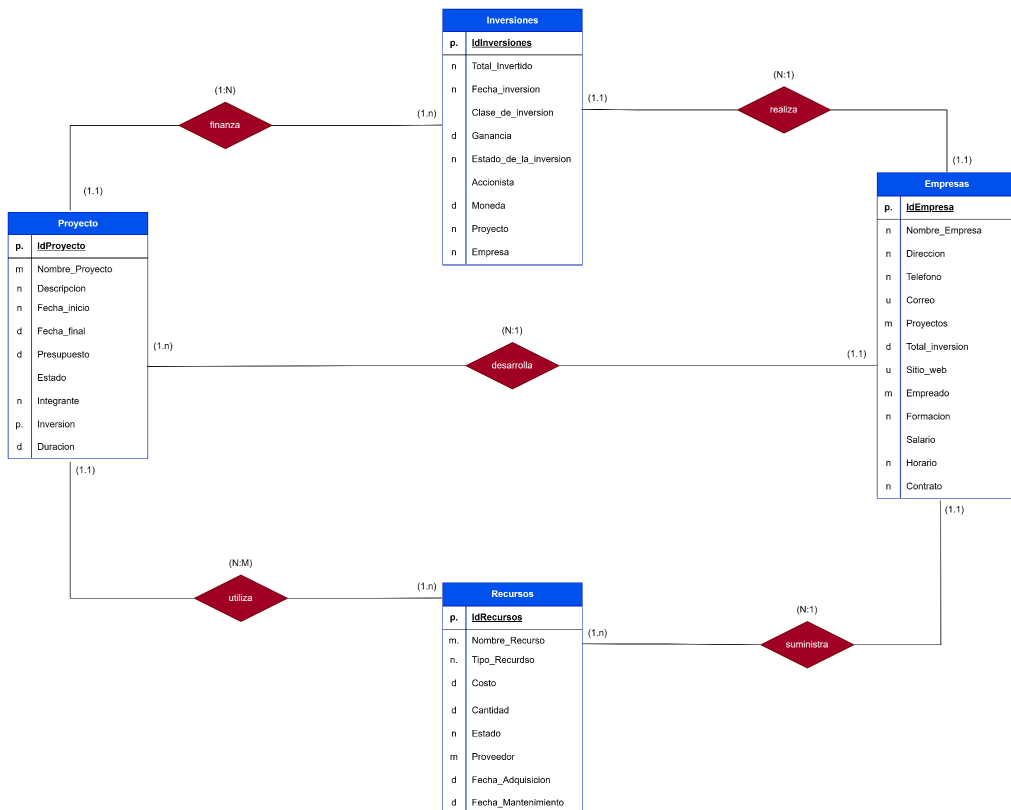 Inversiones
p. IdInversiones
n Total_Invertido
n Fecha_inversion
Clase_de_inversion
d Ganancia
n Estado_de_la_inversion
Accionista
d Moneda
n Proyecto
n Empresa
(1:N)
finanza
(1.n)
(1.1)
(N:1)
realiza
(1.1)
(1.1)
Proyecto
p. IdProyecto
m Nombre_Proyecto
n Descripcion
n Fecha_inicio
d Fecha_final
d Presupuesto
Estado
n Integrante
p. Inversion
d Duracion
(1.n)
(N:1)
desarrolla
(1.1)
Empresas
p. IdEmpresa
n Nombre_Empresa
n Direccion
n Telefono
u Correo
m Proyectos
d Total_inversion
u Sitio_web
m Empreado
n Formacion
Salario
n Horario
n Contrato
(1.1)
(N:M)
utiliza
(1.n)
(1.1)
(N:1)
suministra
(1.n)
Recursos
p. IdRecursos
m. Nombre_Recurso
n. Tipo_Recurdso
d Costo
d Cantidad
n Estado
m Proveedor
d Fecha_Adquisicion
d Fecha_Mantenimiento